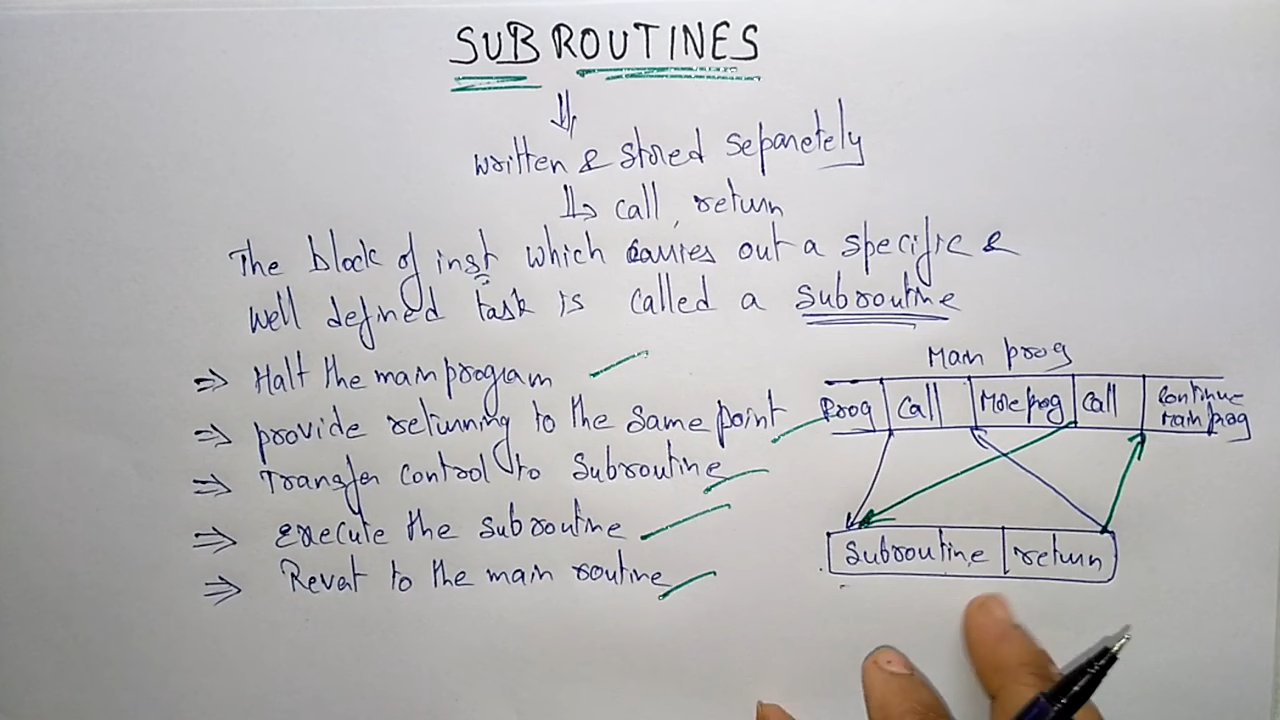 SUBROUTINES
⇓
written & stored separetely
↳ call, return
The block of inst which carries out a specific &
well defined task is called a subroutine
⇒ Halt the main program
⇒ provide returning to the same point
⇒ Transfer control to Subroutine
⇒ execute the subroutine
⇒ Revat to the main routine
Main prog
Prog call More prog call Continue
main prog
Subroutine return